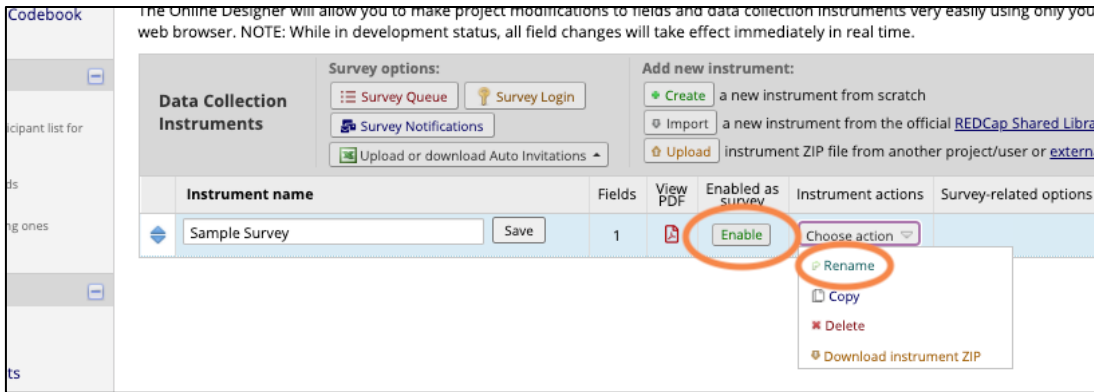 Codebook
icipant list for
ds
ng ones
ts
The Online Designer will allow you to make project modifications to fields and data collection instruments very easily using only you
web browser. NOTE: While in development status, all field changes will take effect immediately in real time.
Data Collection
Instruments
Survey options:
Survey Queue
Survey Login
Survey Notifications
Upload or download Auto Invitations
Add new instrument:
Create a new instrument from scratch
Import a new instrument from the official REDCap Shared Libra
Upload instrument ZIP file from another project/user or extern
Instrument name
Fields
View
PDF
Enabled as
survey
Instrument actions
Survey-related options
Sample Survey
Save
1
Enable
Choose action
Rename
Copy
Delete
Download instrument ZIP